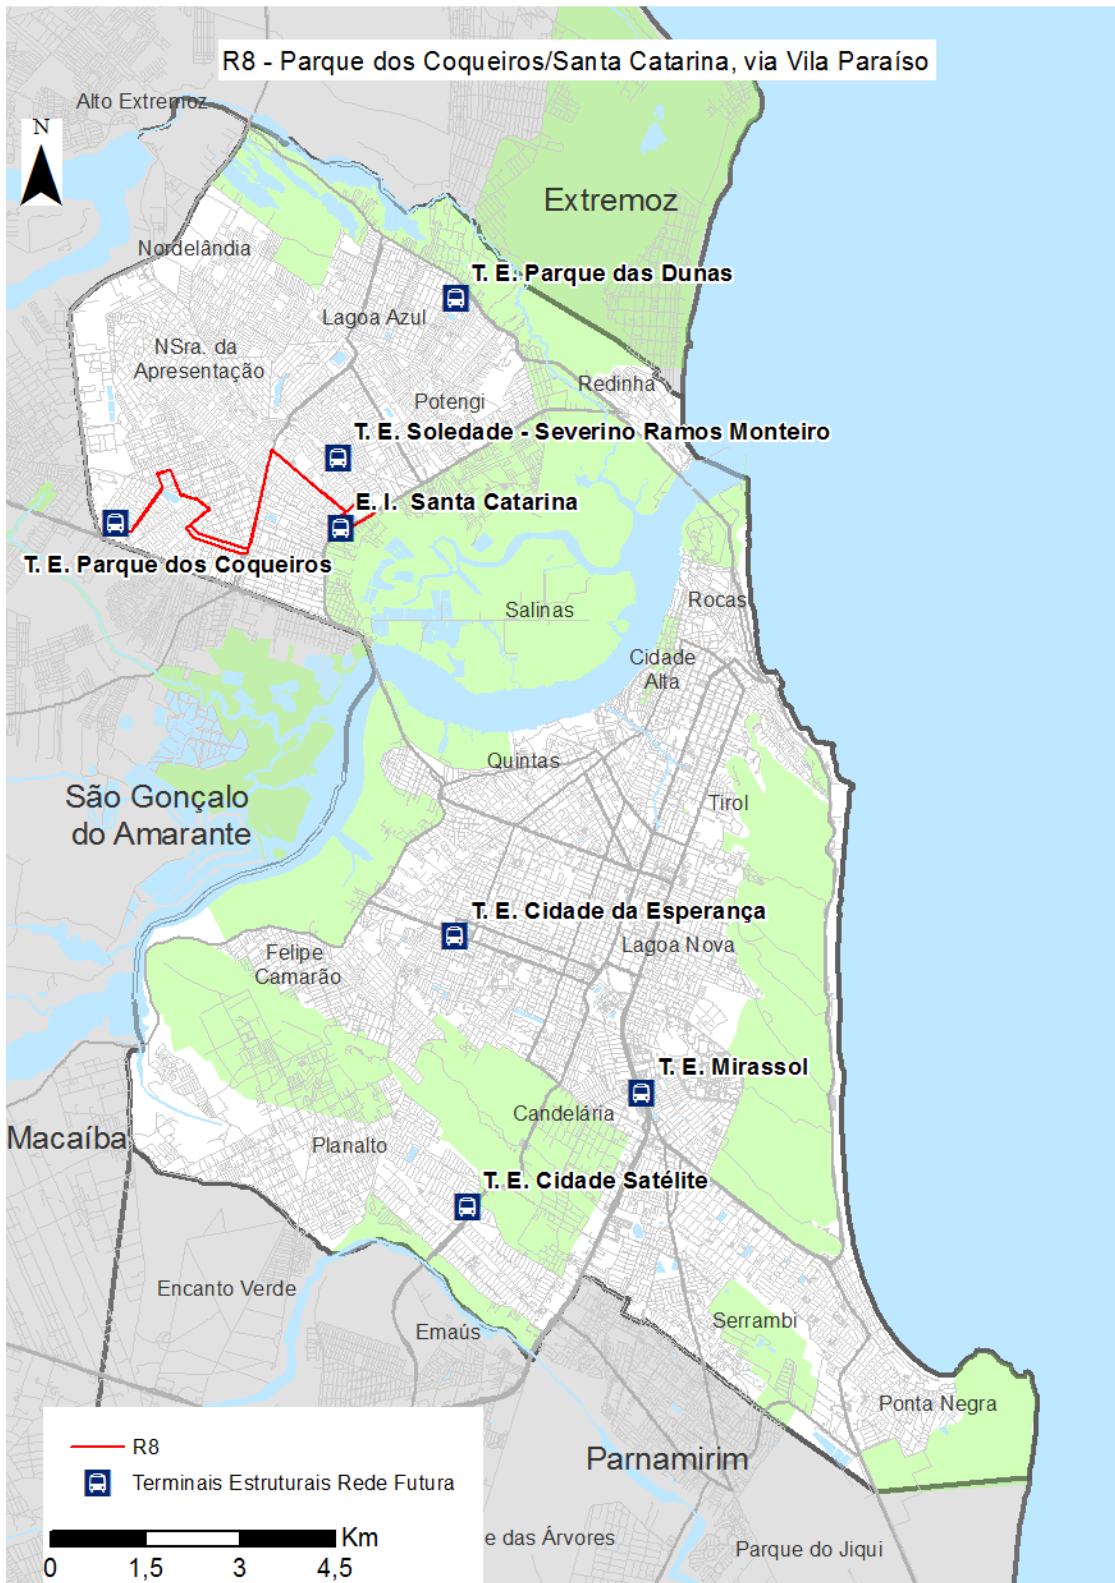 R8 - Parque dos Coqueiros/Santa Catarina, via Vila Paraíso
Alto Extremoz
N
Extremoz
Nordelândia
T. E. Parque das Dunas
Lagoa Azul
NSra. da
Apresentação
Redinha
Potengi
T. E. Soledade - Severino Ramos Monteiro
E. I. Santa Catarina
T. E. Parque dos Coqueiros
Salinas
Rocas
Cidade
Alta
Quintas
São Gonçalo
do Amarante
Tirol
T. E. Cidade da Esperança
Lagoa Nova
Felipe
Camarão
T. E. Mirassol
Candelária
Macaíba
Planalto
T. E. Cidade Satélite
Encanto Verde
Emaús
Serrambi
Ponta Negra
Parnamirim
R8
Terminais Estruturais Rede Futura
Km
0 1,5 3 4,5
e das Árvores
Parque do Jiqui